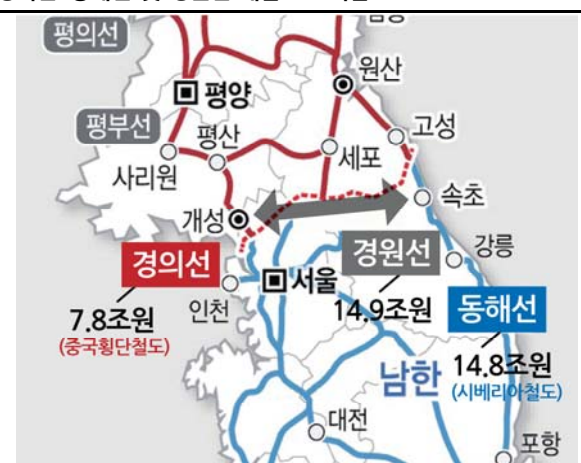 평의선
원산
평양
평부선
고성
평산
세포
사리원
속초
개성
경의선
경원선
강릉
서울
인천
7.8조원
(중국횡단철도)
14.9조원
동해선
14.8조원
(시베리아철도)
남한
대전
포항